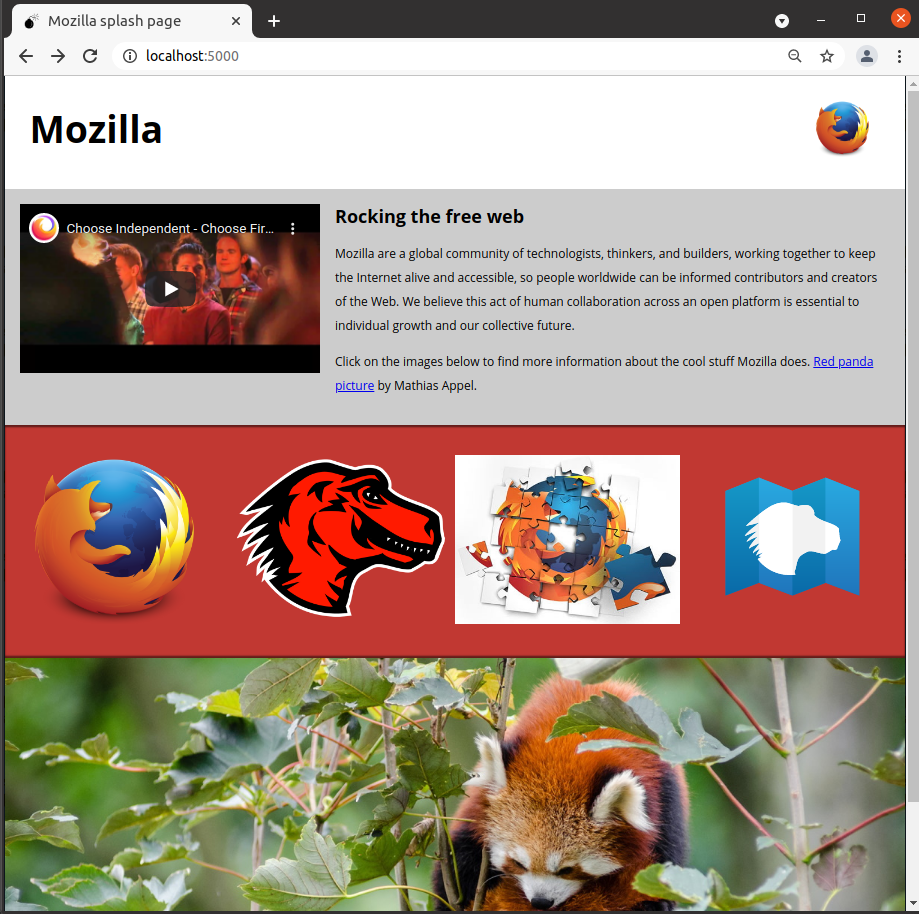 Mozilla splash page
localhost:5000
Mozilla
Choose Independent - Choose Fir...
Rocking the free web
Mozilla are a global community of technologists, thinkers, and builders, working together to keep
the Internet alive and accessible, so people worldwide can be informed contributors and creators
of the Web. We believe this act of human collaboration across an open platform is essential to
individual growth and our collective future.
Click on the images below to find more information about the cool stuff Mozilla does. Red panda
picture by Mathias Appel.